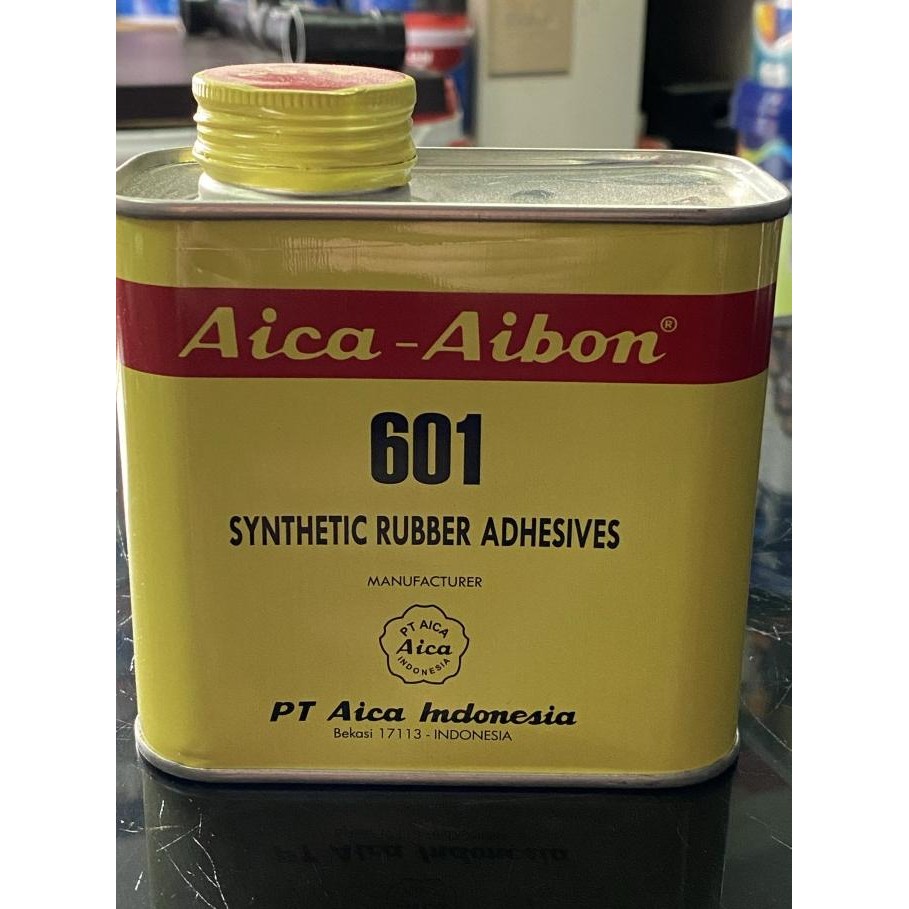 Aica-Aibon®
601
SYNTHETIC RUBBER ADHESIVES
MANUFACTURER
PT AICA
Aica
INDONESIA
PT Aica Indonesia
Bekasi 17113 - INDONESIA